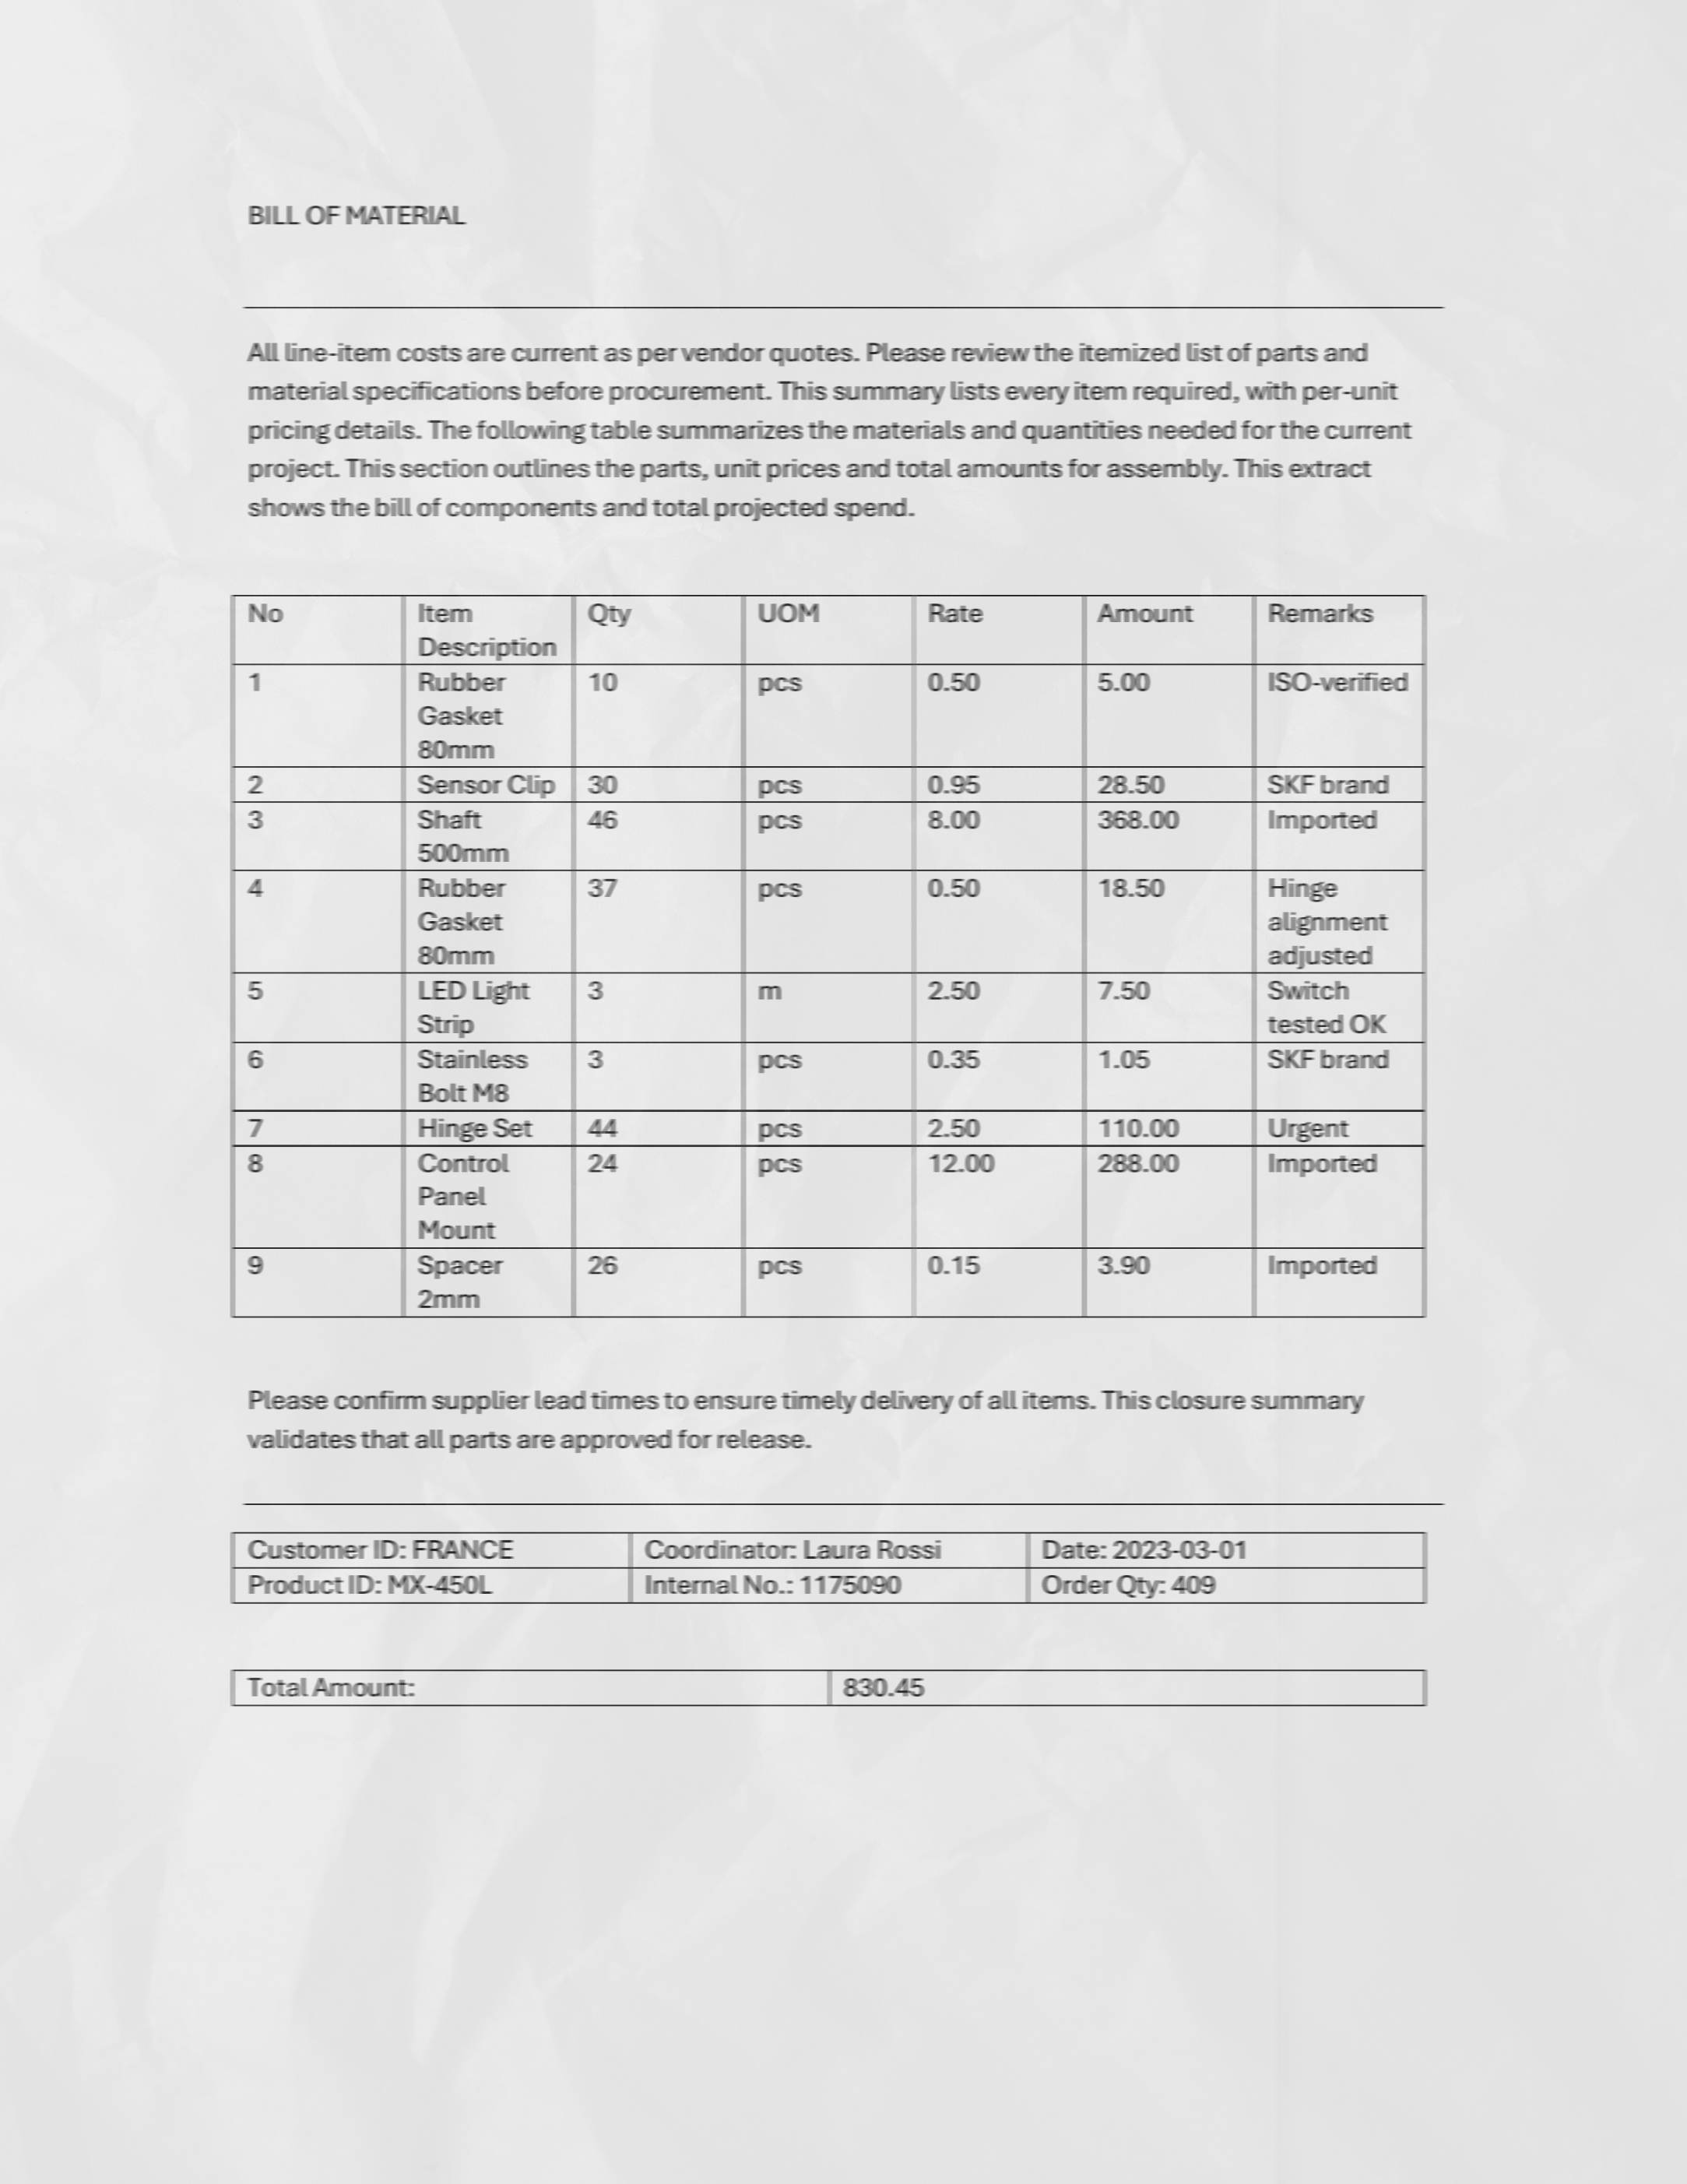 BILL OF MATERIAL
All line-item costs are current as per vendor quotes. Please review the itemized list of parts and
material specifications before procurement. This summary lists every item required, with per-unit
pricing details. The following table summarizes the materials and quantities needed for the current
project. This section outlines the parts, unit prices and total amounts for assembly. This extract
shows the bill of components and total projected spend.
No Item Qty UOM Rate Amount Remarks
Description
1 Rubber 10 pcs 0.50 5.00 ISO-verified
Gasket
80mm
2 Sensor Clip 30 pcs 0.95 28.50 SKF brand
3 Shaft 46 pcs 8.00 368.00 Imported
500mm
4 Rubber 37 pcs 0.50 18.50 Hinge
Gasket alignment
80mm adjusted
5 LED Light 3 m 2.50 7.50 Switch
Strip tested OK
6 Stainless 3 pcs 0.35 1.05 SKF brand
Bolt M8
7 Hinge Set 44 pcs 2.50 110.00 Urgent
8 Control 24 pcs 12.00 288.00 Imported
Panel
Mount
9 Spacer 26 pcs 0.15 3.90 Imported
2mm
Please confirm supplier lead times to ensure timely delivery of all items. This closure summary
validates that all parts are approved for release.
Customer ID: FRANCE Coordinator: Laura Rossi Date: 2023-03-01
Product ID: MX-450L Internal No.: 1175090 Order Qty: 409
Total Amount: 830.45